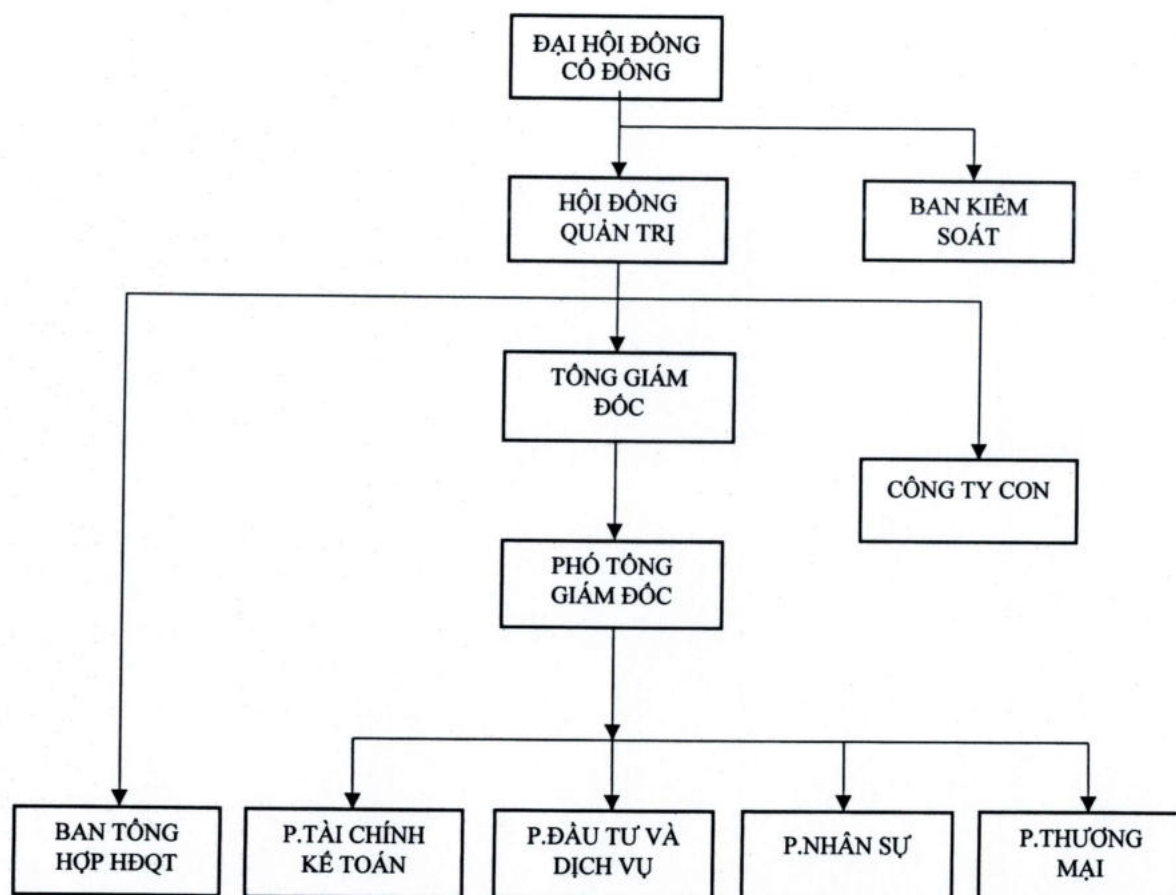 ĐẠI HỘI ĐỒNG
CỔ ĐÔNG
HỘI ĐỒNG
QUẢN TRỊ
BAN KIỂM
SOÁT
TỔNG GIÁM
ĐỐC
CÔNG TY CON
PHÓ TỔNG
GIÁM ĐỐC
BAN TỔNG
HỢP HĐQT
P.TÀI CHÍNH
KẾ TOÁN
P.ĐẦU TƯ VÀ
DỊCH VỤ
P.NHÂN SỰ
P.THƯƠNG
MẠI